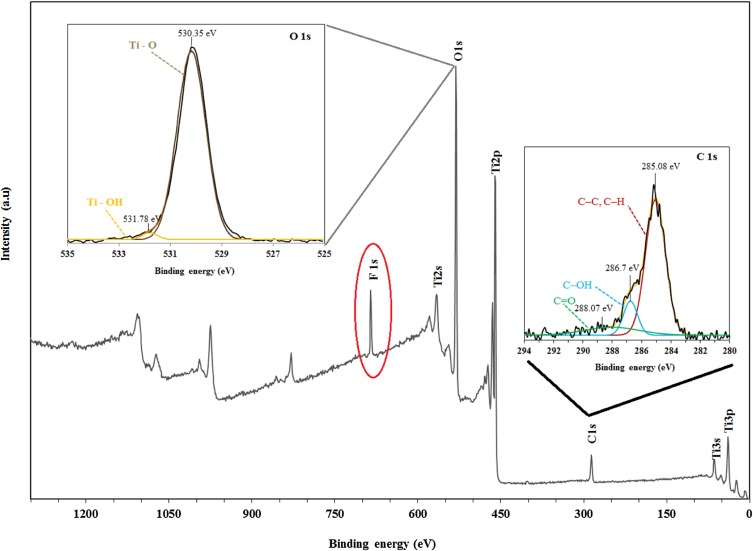 O 1s
530.35 eV
Ti - O
Ti - OH
531.78 eV
535 533 531 529 527 525
Binding energy (eV)
O1s
Ti2p
C 1s
285.08 eV
C–C, C–H
286.7 eV
C–OH
C=O
288.07 eV
294 292 290 288 286 284 282 280
Binding energy (eV)
F 1s
Ti2s
C1s
Ti3s
Ti3p
Intensity (a.u)
1200 1050 900 750 600 450 300 150 0
Binding energy (eV)